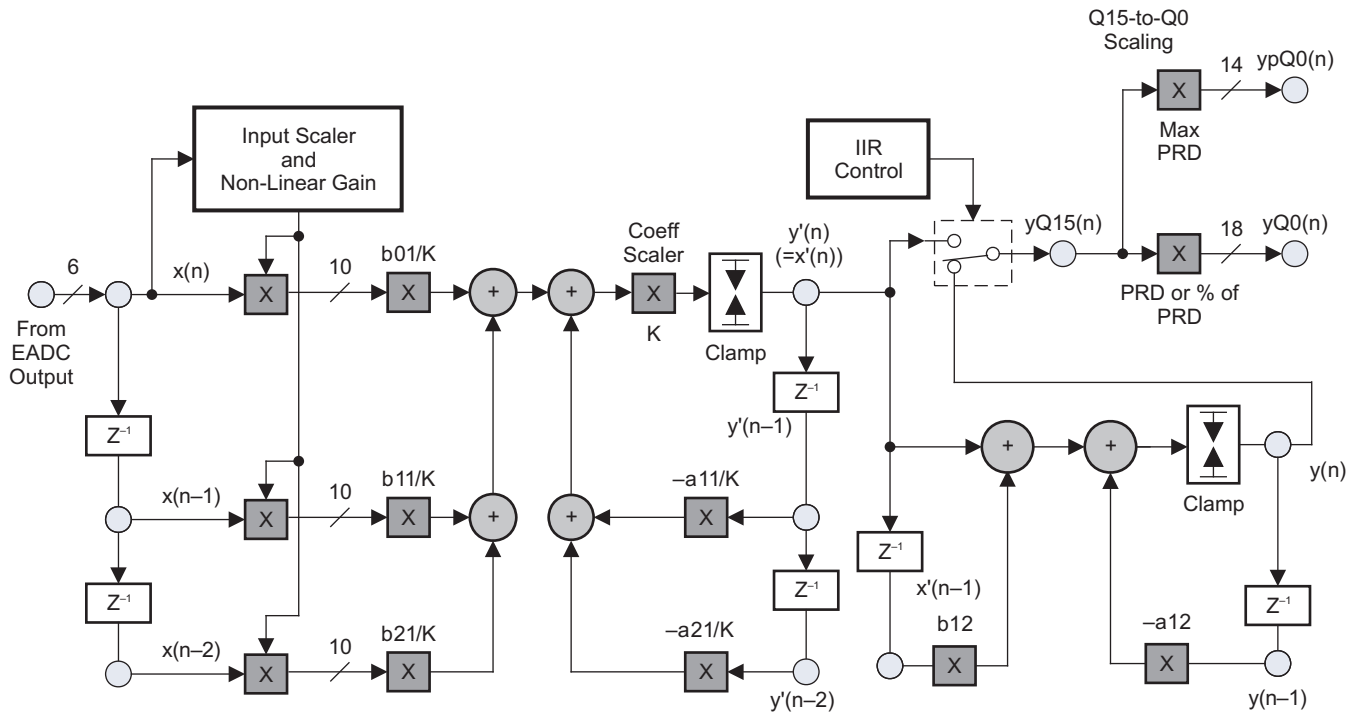 Q15-to-Q0
Scaling
14
ypQ0(n)
X
Max
PRD
Input Scaler
and
Non-Linear Gain
IIR
Control
6
x(n)
X
10
b01/K
X
+
+
Coeff
Scaler
X
K
Clamp
y'(n)
(=x'(n))
yQ15(n)
X
18
yQ0(n)
PRD or % of
PRD
From
EADC
Output
Z–1
y'(n–1)
Z–1
x(n–1)
X
10
b11/K
X
+
+
–a11/K
X
+
+
Clamp
y(n)
Z–1
Z–1
Z–1
x'(n–1)
Z–1
x(n–2)
X
10
b21/K
X
–a21/K
X
y'(n–2)
b12
X
–a12
X
y(n–1)